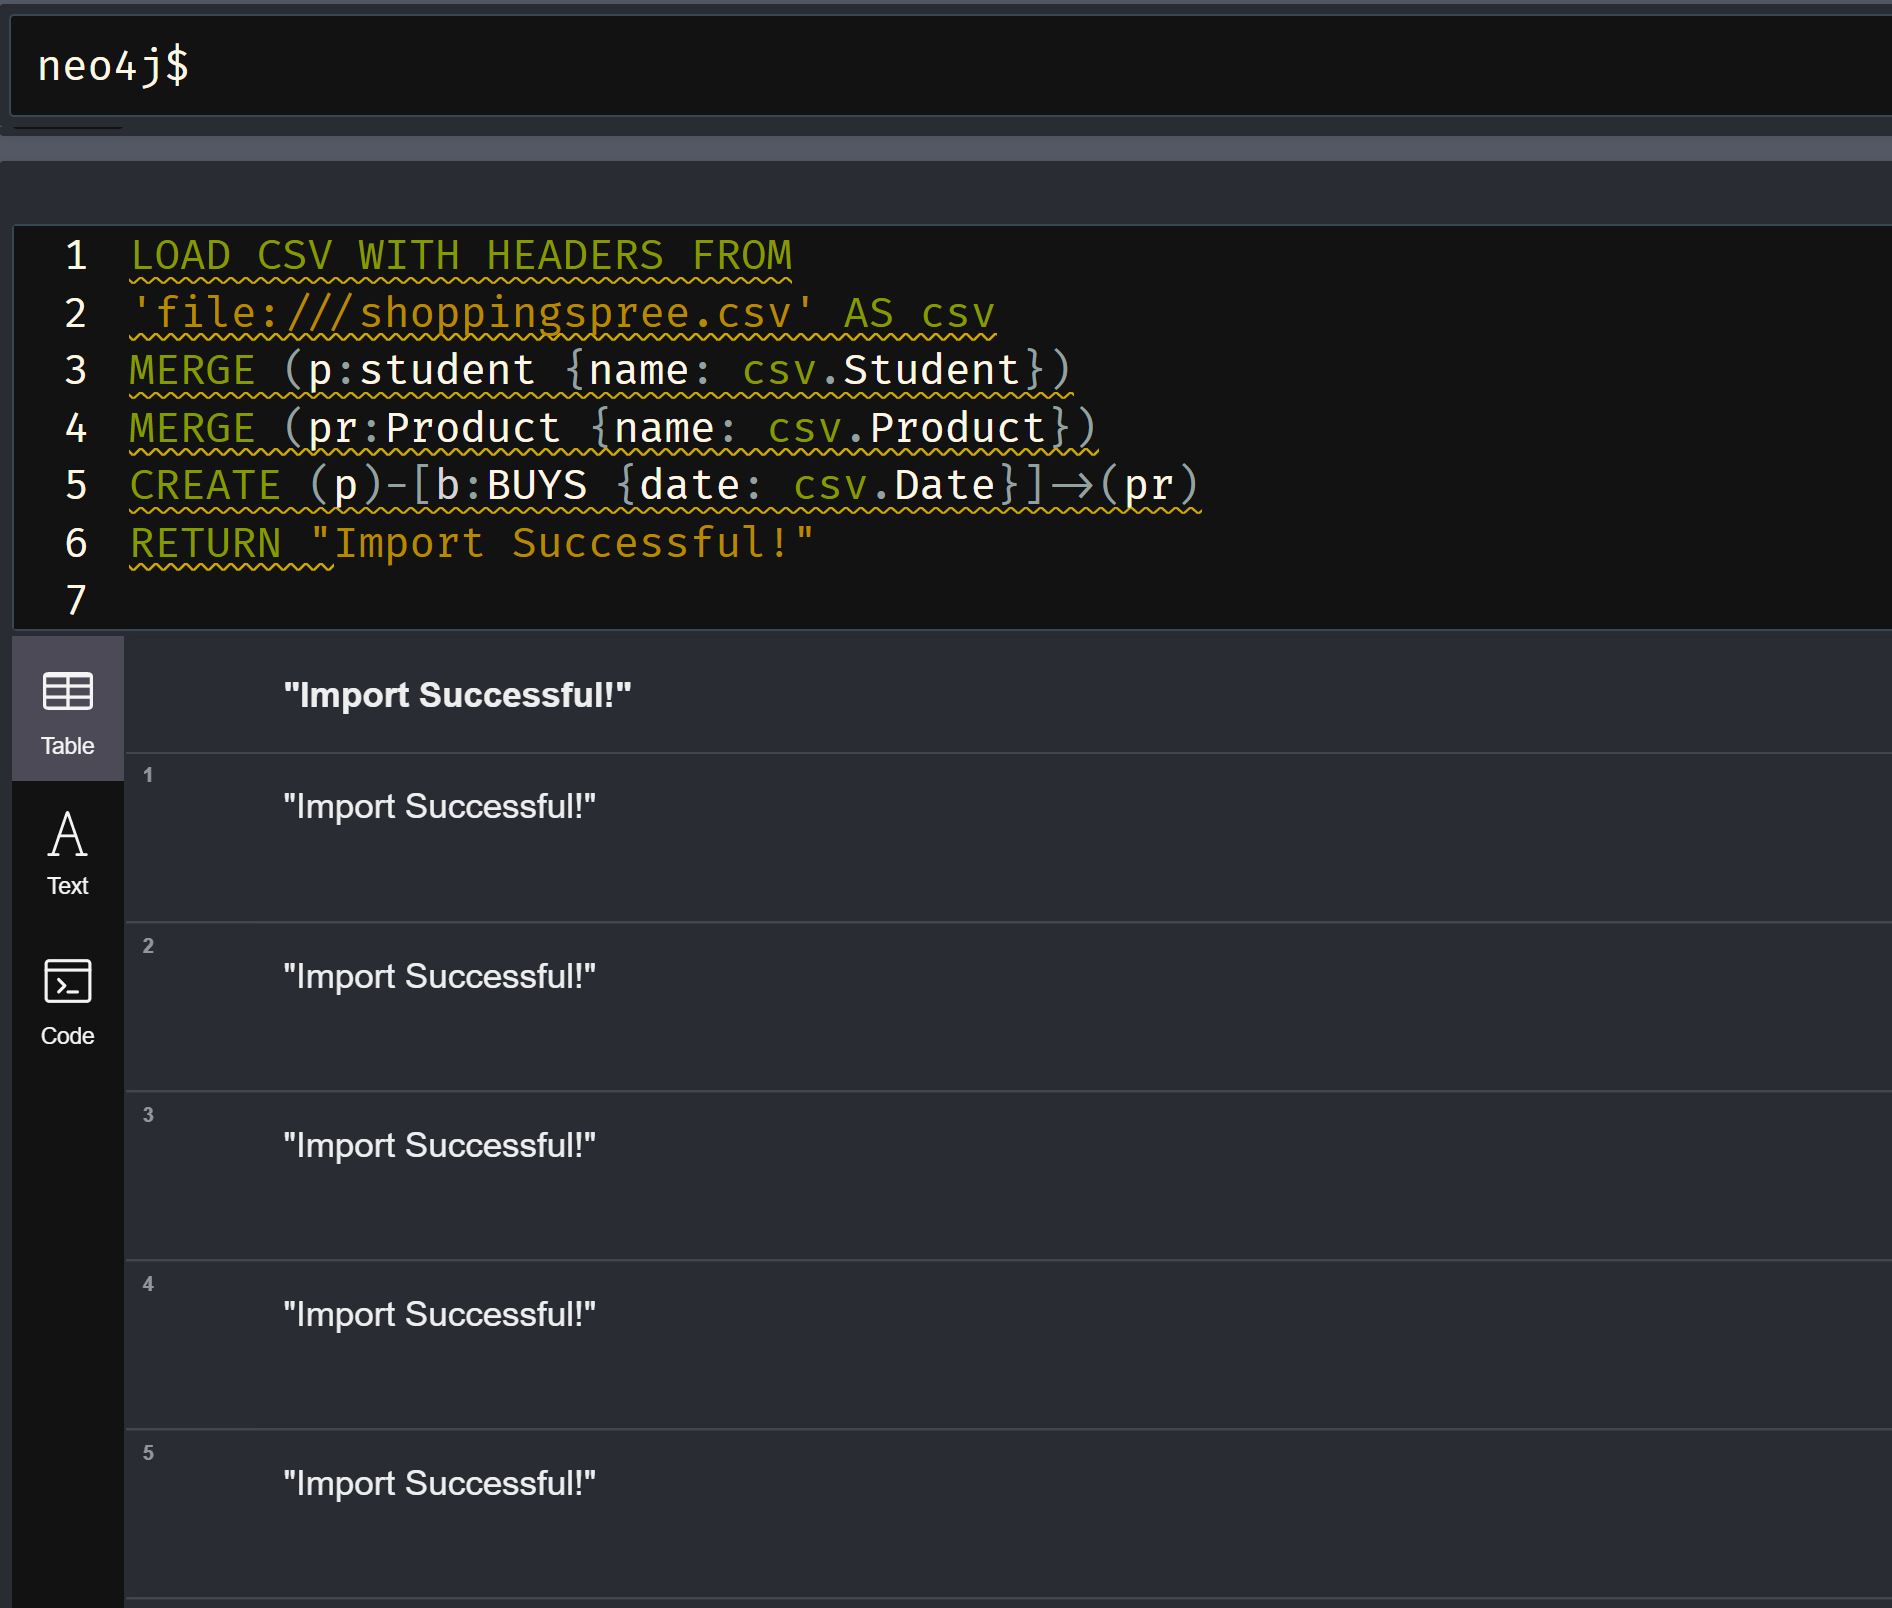 neo4j$
1 LOAD CSV WITH HEADERS FROM
2 'file:///shoppingspree.csv' AS csv
3 MERGE (p:student {name: csv.Student})
4 MERGE (pr:Product {name: csv.Product})
5 CREATE (p)-[b:BUYS {date: csv.Date}]->(pr)
6 RETURN "Import Successful!"
7
Table
Text
Code
"Import Successful!"
1 "Import Successful!"
2 "Import Successful!"
3 "Import Successful!"
4 "Import Successful!"
5 "Import Successful!"